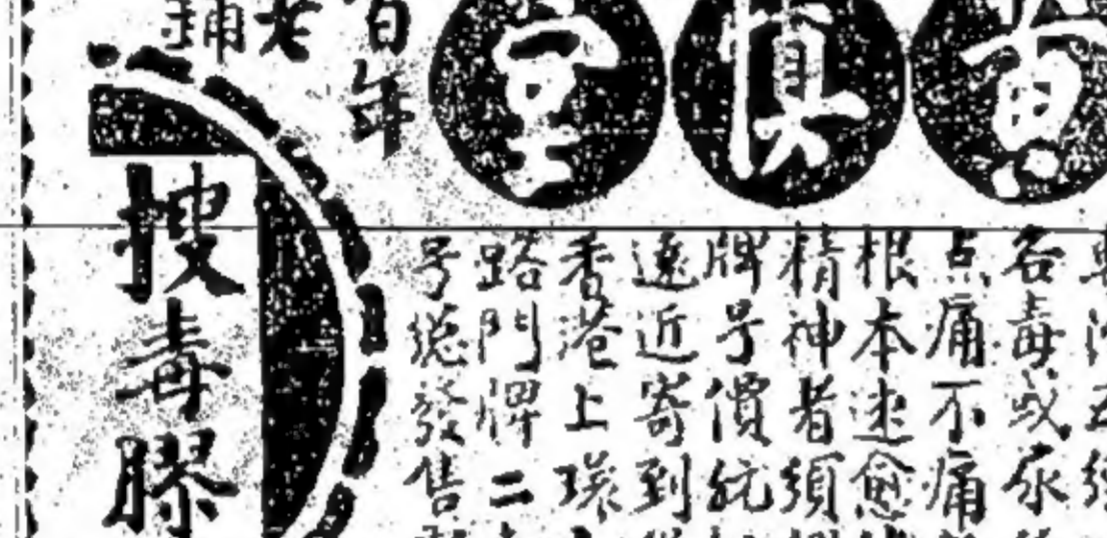 黃慎堂
百年
老鋪
各毒或尿
点痛不痛
根本速愈
精神者須
牌号價統
遠近寄到
香港上環
路門牌二
号總發售
搜毒膠